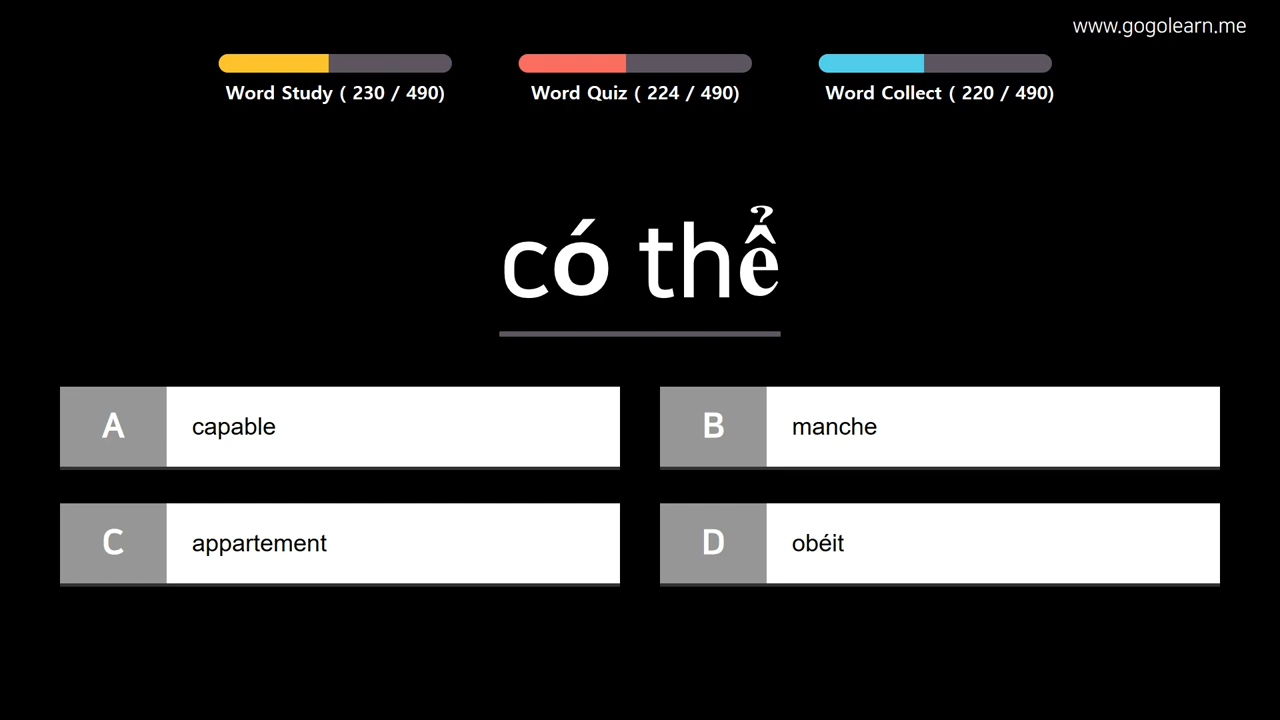 www.gogolearn.me
Word Study ( 230 / 490)
Word Quiz ( 224 / 490)
Word Collect ( 220 / 490)
có thể
A capable
B manche
C appartement
D obéit